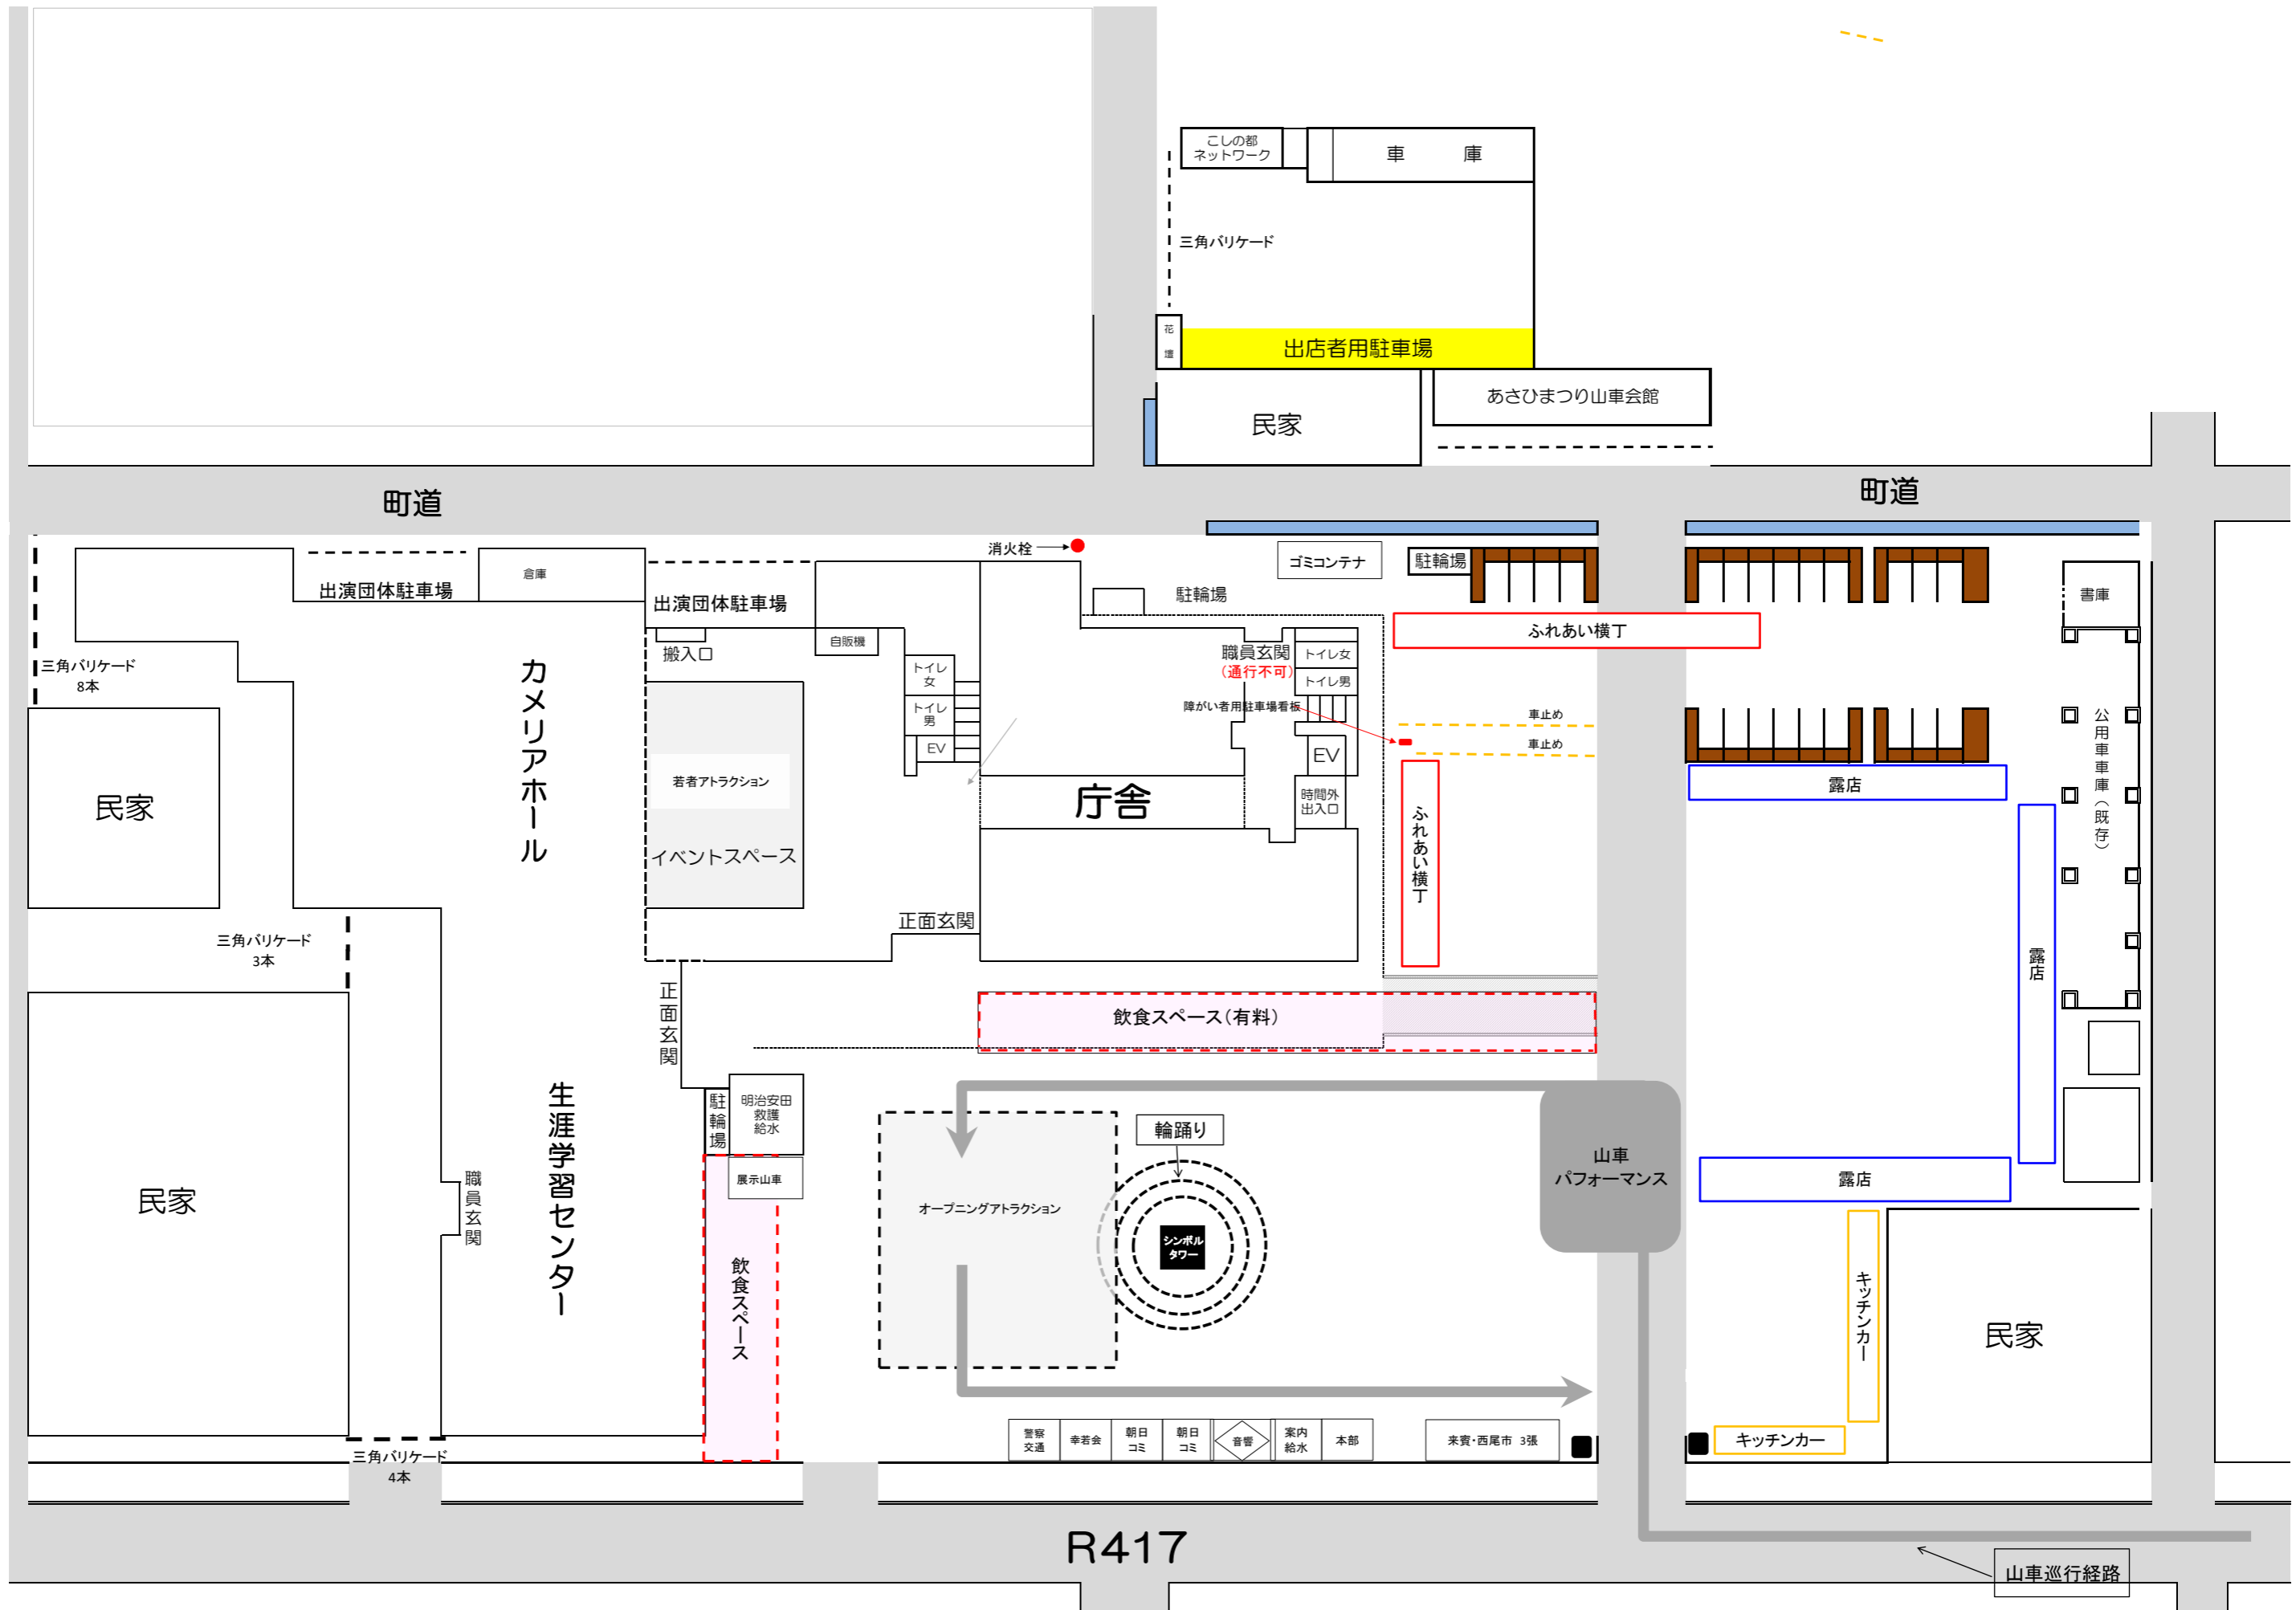 こしの都
ネットワーク
車 庫
三角バリケード
花
壇
出店者用駐車場
民家
あさひまつり山車会館
町道
町道
消火栓
ゴミコンテナ
駐輪場
倉庫
出演団体駐車場
出演団体駐車場
駐輪場
書庫
ふれあい横丁
自販機
搬入口
職員玄関
(通行不可)
トイレ女
トイレ男
三角バリケード
8本
カメリアホール
トイレ
女
トイレ
男
EV
障がい者用駐車場看板
車止め
車止め
公用車車庫(既存)
EV
若者アトラクション
民家
庁舎
時間外
出入口
露店
ふれあい横丁
イベントスペース
正面玄関
三角バリケード
3本
露店
正面玄関
飲食スペース(有料)
生涯学習センター
駐輪場
明治安田
救護
給水
輪踊り
山車
パフォーマンス
展示山車
露店
民家
職員玄関
オープニングアトラクション
シンボル
タワー
飲食スペース
キッチンカー
民家
警察
交通
幸若会
朝日
コミ
朝日
コミ
音響
案内
給水
本部
来賓・西尾市 3張
キッチンカー
三角バリケード
4本
R417
山車巡行経路